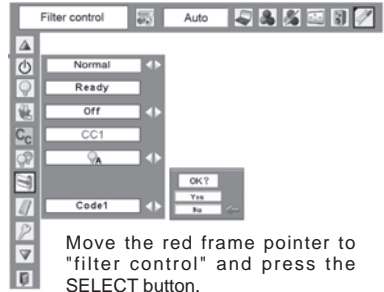 Filter control
Auto
Normal
Ready
Off
Cc
CC1
A
OK?
Yes
No
Code1
Move the red frame pointer to
"filter control" and press the
SELECT button.